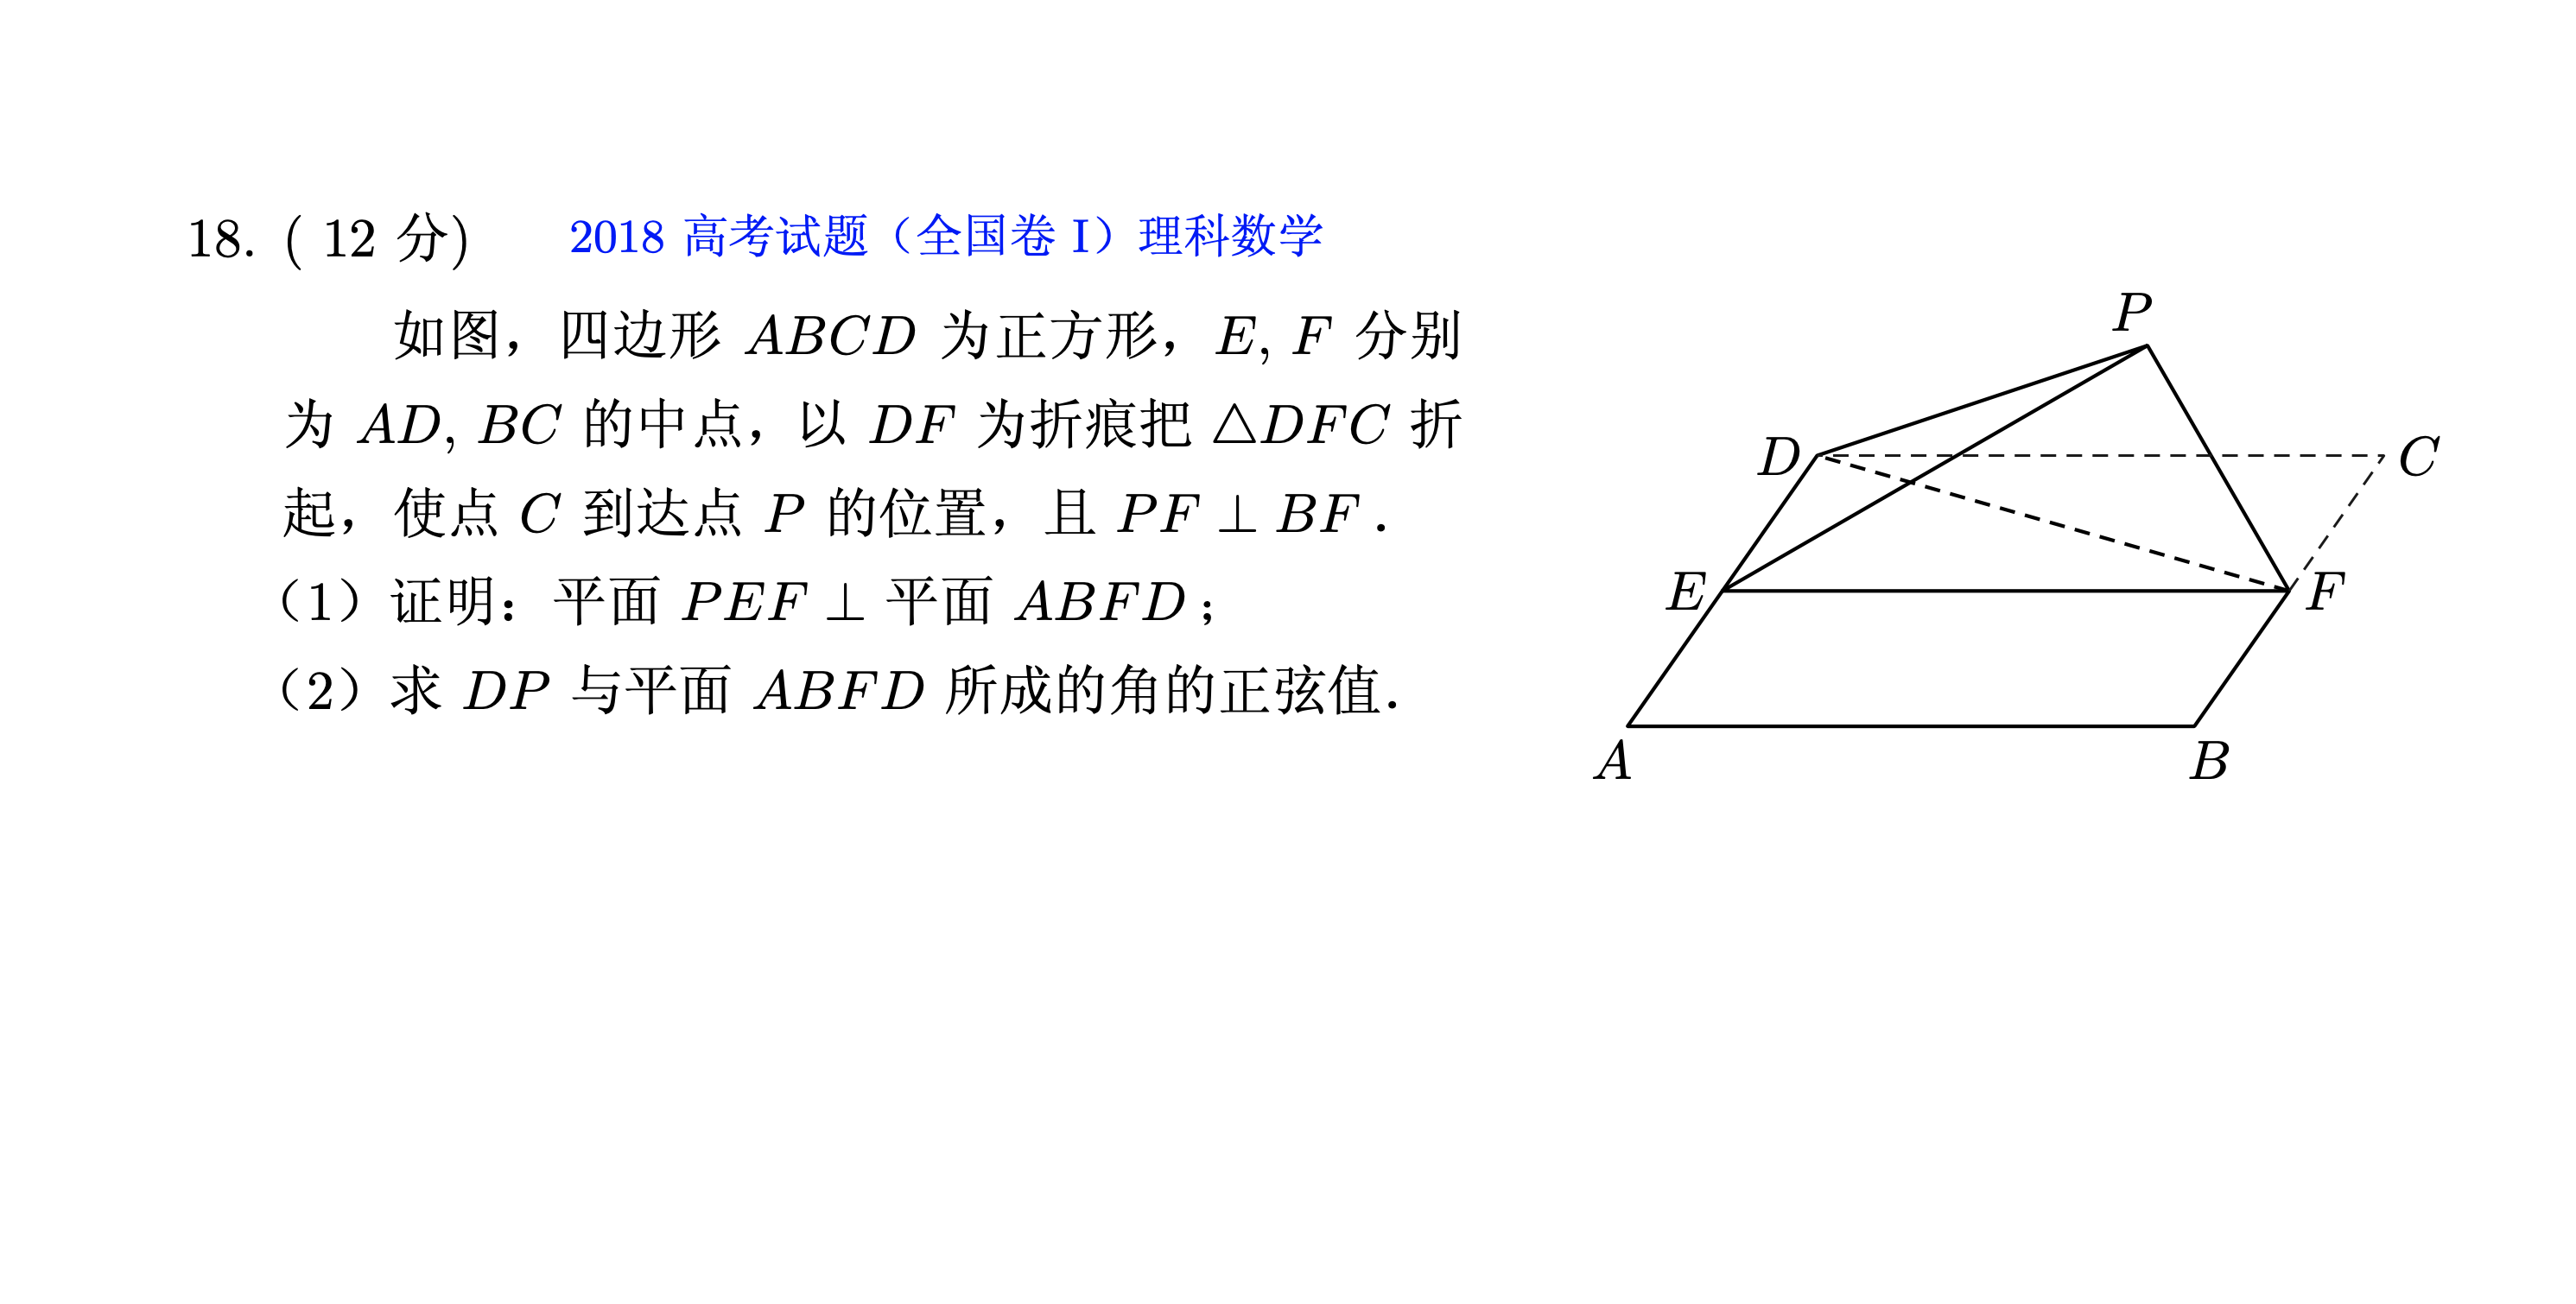 18. ( 12 分) 2018 高考试题（全国卷 I）理科数学
如图，四边形 ABCD 为正方形，E, F 分别
为 AD, BC 的中点，以 DF 为折痕把 △DFC 折
起，使点 C 到达点 P 的位置，且 PF ⊥ BF .
（1）证明：平面 PEF ⊥ 平面 ABFD ;
（2）求 DP 与平面 ABFD 所成的角的正弦值.
P
D
C
E
F
A
B